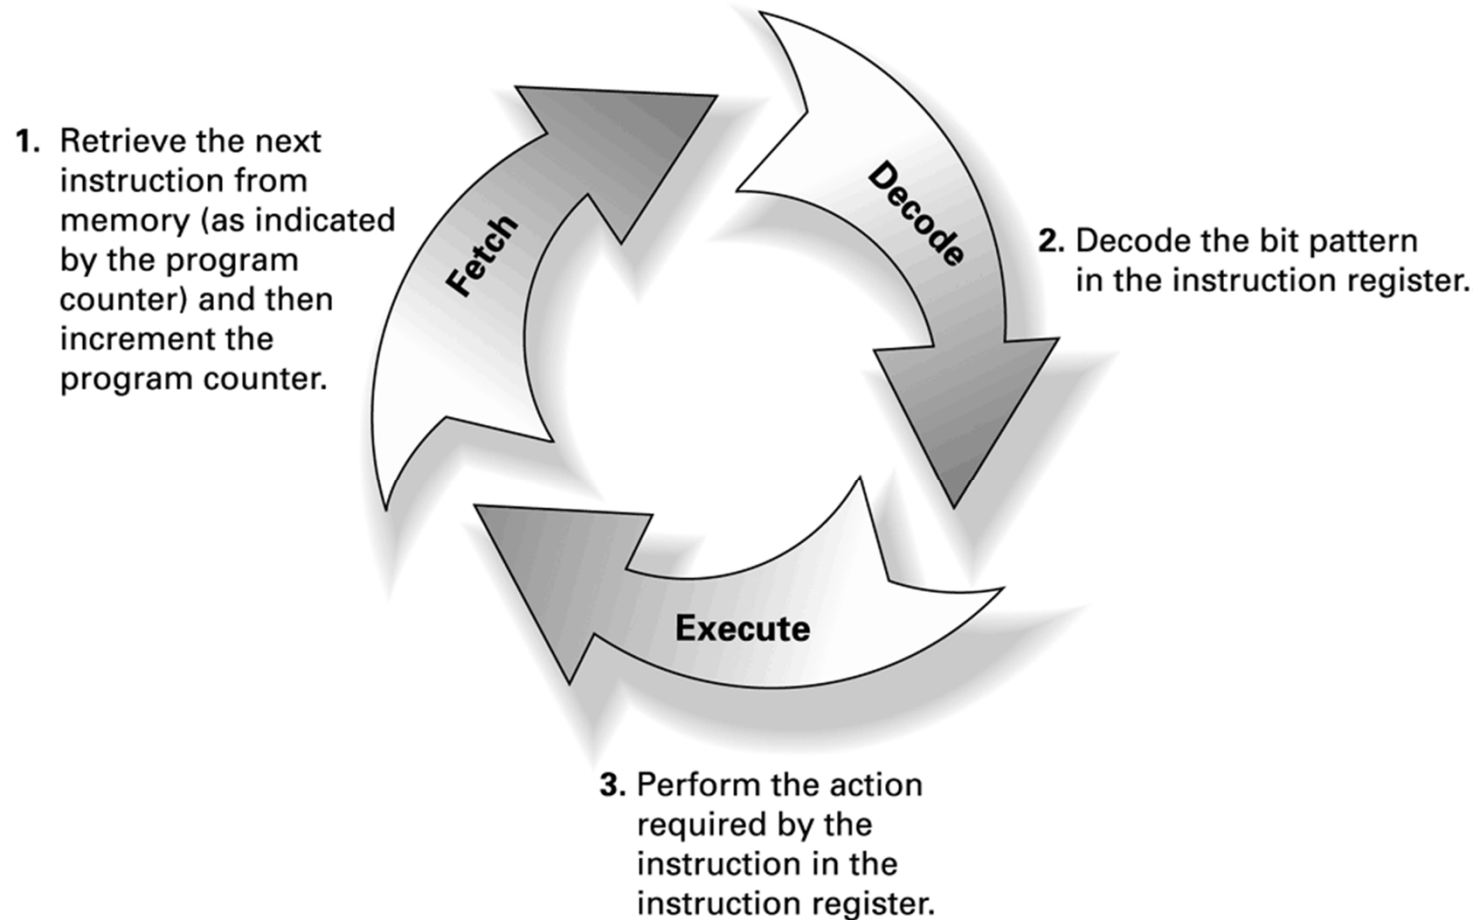 1. Retrieve the next
instruction from
memory (as indicated
by the program
counter) and then
increment the
program counter.
Fetch
Decode
2. Decode the bit pattern
in the instruction register.
Execute
3. Perform the action
required by the
instruction in the
instruction register.